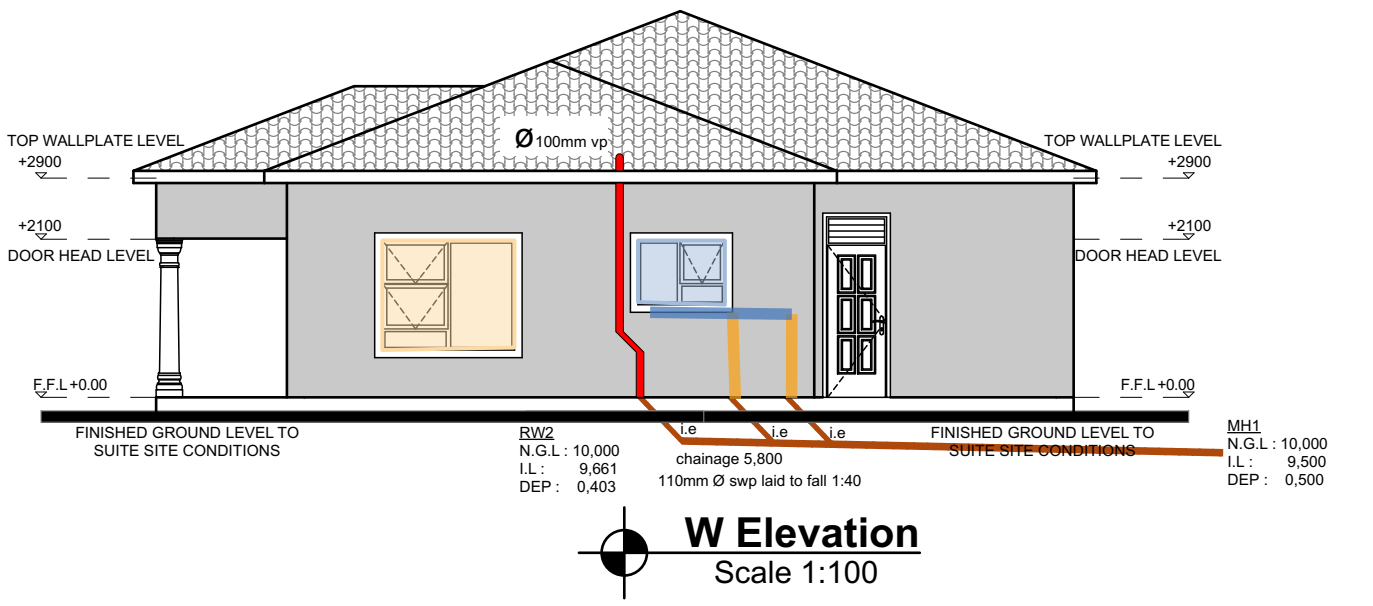 Ø100mm vp
TOP WALLPLATE LEVEL
+2900
TOP WALLPLATE LEVEL
+2900
+2100
DOOR HEAD LEVEL
+2100
DOOR HEAD LEVEL
F.F.L +0.00
F.F.L +0.00
FINISHED GROUND LEVEL TO
SUITE SITE CONDITIONS
RW2
N.G.L : 10,000
I.L : 9,661
DEP : 0,403
i.e
i.e
i.e
chainage 5,800
110mm Ø swp laid to fall 1:40
FINISHED GROUND LEVEL TO
SUITE SITE CONDITIONS
MH1
N.G.L : 10,000
I.L : 9,500
DEP : 0,500
W Elevation
Scale 1:100